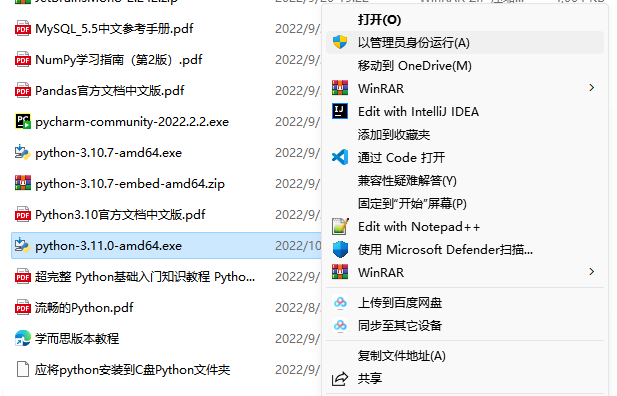 2022/9/
MySQL_5.5中文参考手册.pdf 2022/9/
NumPy学习指南（第2版）.pdf 2022/9/
Pandas官方文档中文版.pdf 2022/9/
pycharm-community-2022.2.2.exe 2022/9/
python-3.10.7-amd64.exe 2022/9/
python-3.10.7-embed-amd64.zip 2022/9/
Python3.10官方文档中文版.pdf 2022/9/
python-3.11.0-amd64.exe 2022/10
超完整 Python基础入门知识教程 Pytho... 2022/9/
流畅的Python.pdf 2022/8/
学而思版本教程 2022/9/
应将python安装到C盘Python文件夹 2022/9/
打开(O)
以管理员身份运行(A)
移动到 OneDrive(M)
WinRAR
Edit with IntelliJ IDEA
添加到收藏夹
通过 Code 打开
兼容性疑难解答(Y)
固定到"开始"屏幕(P)
Edit with Notepad++
使用 Microsoft Defender扫描...
WinRAR
上传到百度网盘
同步至其它设备
复制文件地址(A)
共享